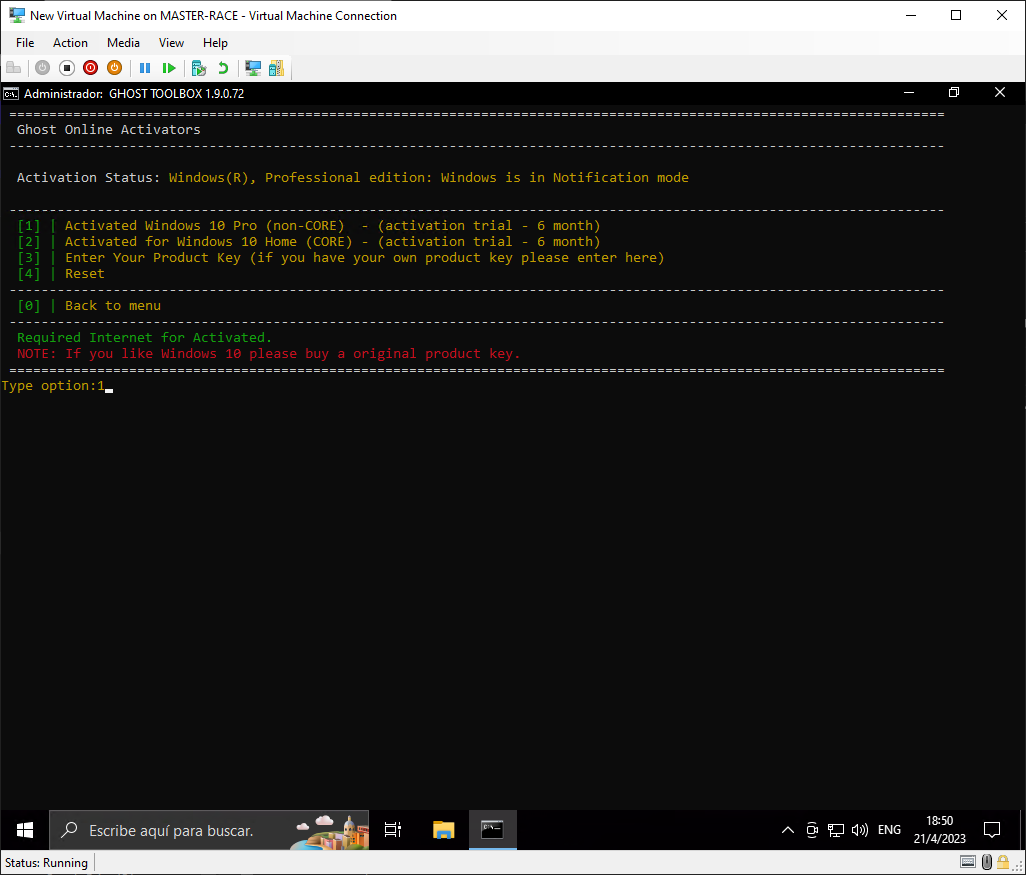 New Virtual Machine on MASTER-RACE - Virtual Machine Connection
File Action Media View Help
Administrador: GHOST TOOLBOX 1.9.0.72
=====================================================================================================================
Ghost Online Activators
---------------------------------------------------------------------------------------------------------------------
Activation Status: Windows(R), Professional edition: Windows is in Notification mode
---------------------------------------------------------------------------------------------------------------------
[1] | Activated Windows 10 Pro (non-CORE)  - (activation trial - 6 month)
[2] | Activated for Windows 10 Home (CORE) - (activation trial - 6 month)
[3] | Enter Your Product Key (if you have your own product key please enter here)
[4] | Reset
---------------------------------------------------------------------------------------------------------------------
[0] | Back to menu
---------------------------------------------------------------------------------------------------------------------
Required Internet for Activated.
NOTE: If you like Windows 10 please buy a original product key.
=====================================================================================================================
Type option:1_
Escribe aquí para buscar.
ENG
18:50
21/4/2023
Status: Running